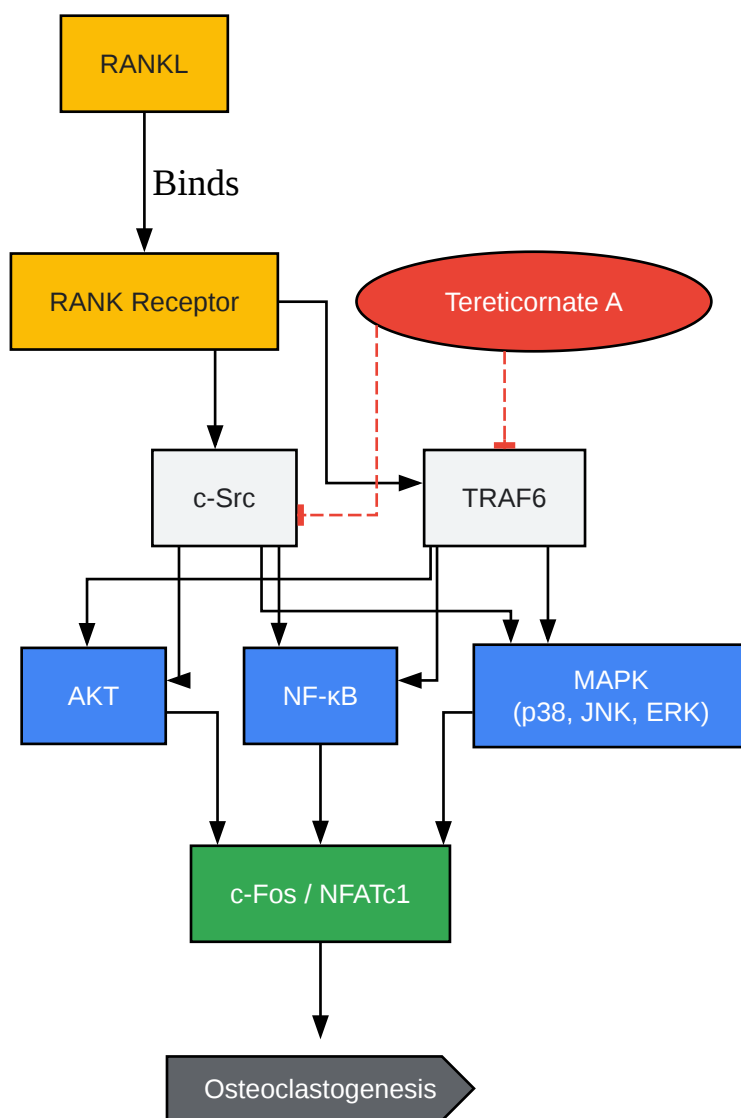 RANKL
Binds
RANK Receptor
Tereticornate A
c-Src
TRAF6
AKT
NF-κB
MAPK
(p38, JNK, ERK)
c-Fos / NFATc1
Osteoclastogenesis